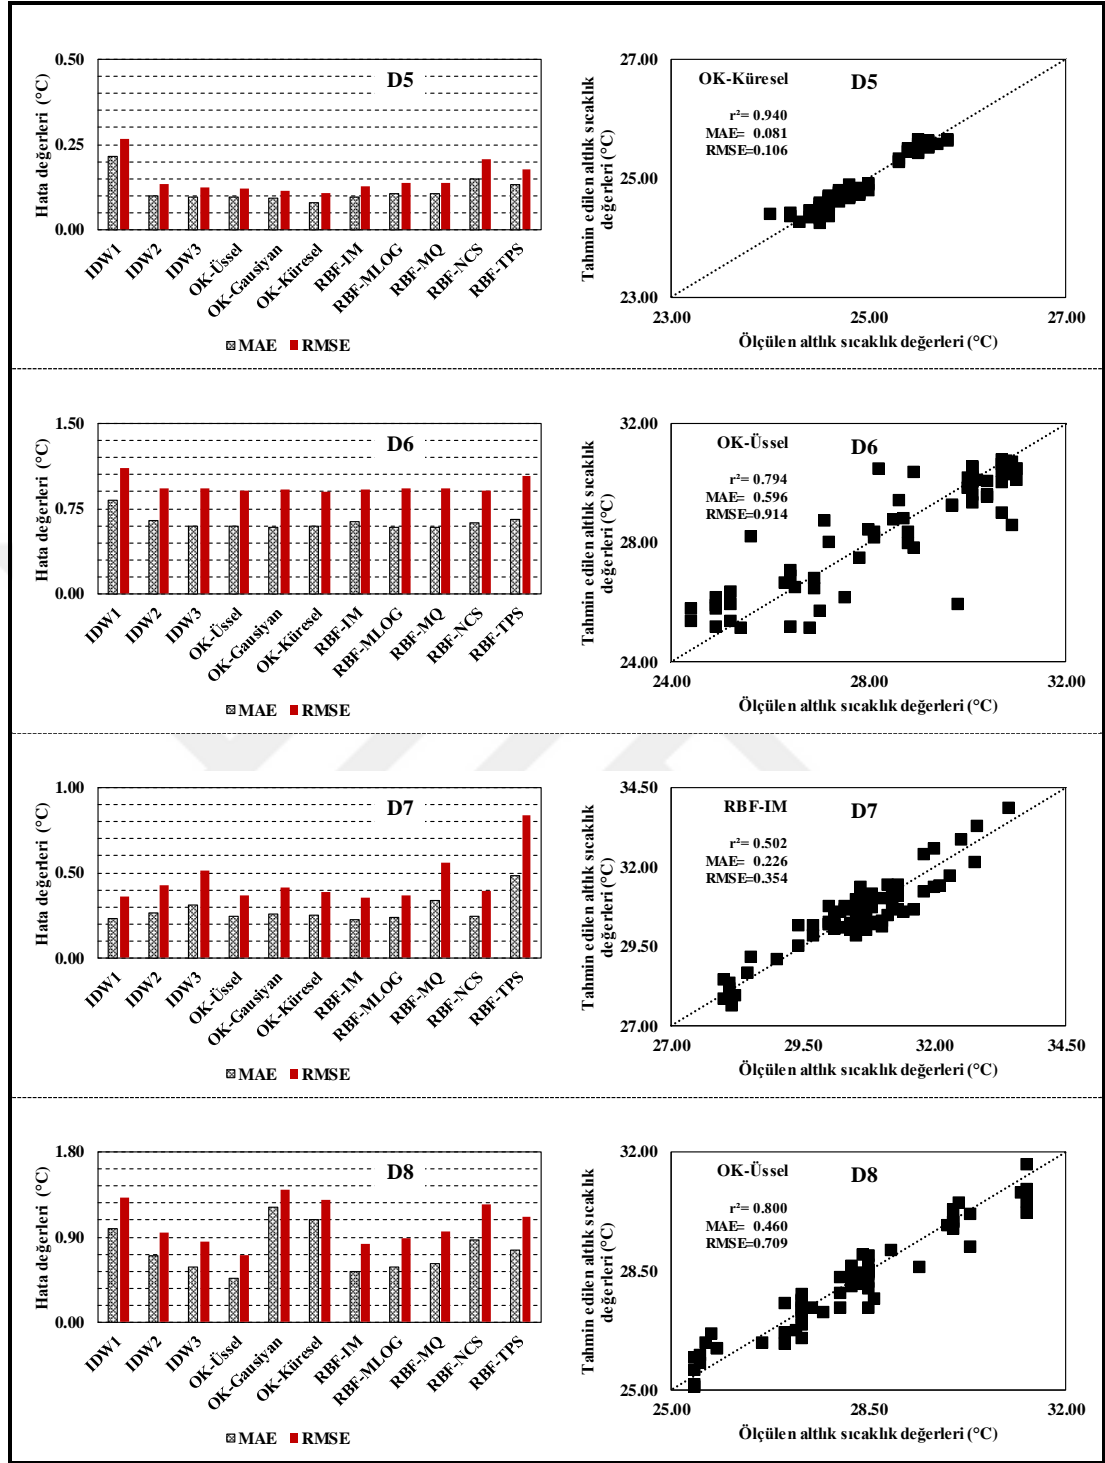 0.50
0.25
0.00
Hata değerleri (°C)
D5
IDW1
IDW2
IDW3
OK-Üssel
OK-Gausiyan
OK-Küresel
RBF-IM
RBF-MLOG
RBF-MQ
RBF-NCS
RBF-TPS
MAE RMSE
27.00
25.00
23.00
Tahmin edilen altlık sıcaklık
değerleri (°C)
OK-Küresel
D5
r²= 0.940
MAE= 0.081
RMSE=0.106
23.00 25.00 27.00
Ölçülen altlık sıcaklık değerleri (°C)
1.50
0.75
0.00
Hata değerleri (°C)
D6
IDW1
IDW2
IDW3
OK-Üssel
OK-Gausiyan
OK-Küresel
RBF-IM
RBF-MLOG
RBF-MQ
RBF-NCS
RBF-TPS
MAE RMSE
32.00
28.00
24.00
Tahmin edilen altlık sıcaklık
değerleri (°C)
OK-Üssel
D6
r²= 0.794
MAE= 0.596
RMSE=0.914
24.00 28.00 32.00
Ölçülen altlık sıcaklık değerleri (°C)
1.00
0.50
0.00
Hata değerleri (°C)
D7
IDW1
IDW2
IDW3
OK-Üssel
OK-Gausiyan
OK-Küresel
RBF-IM
RBF-MLOG
RBF-MQ
RBF-NCS
RBF-TPS
MAE RMSE
34.50
32.00
29.50
27.00
Tahmin edilen altlık sıcaklık
değerleri (°C)
RBF-IM
D7
r²= 0.502
MAE= 0.226
RMSE=0.354
27.00 29.50 32.00 34.50
Ölçülen altlık sıcaklık değerleri (°C)
1.80
0.90
0.00
Hata değerleri (°C)
D8
IDW1
IDW2
IDW3
OK-Üssel
OK-Gausiyan
OK-Küresel
RBF-IM
RBF-MLOG
RBF-MQ
RBF-NCS
RBF-TPS
MAE RMSE
32.00
28.50
25.00
Tahmin edilen altlık sıcaklık
değerleri (°C)
OK-Üssel
D8
r²= 0.800
MAE= 0.460
RMSE=0.709
25.00 28.50 32.00
Ölçülen altlık sıcaklık değerleri (°C)